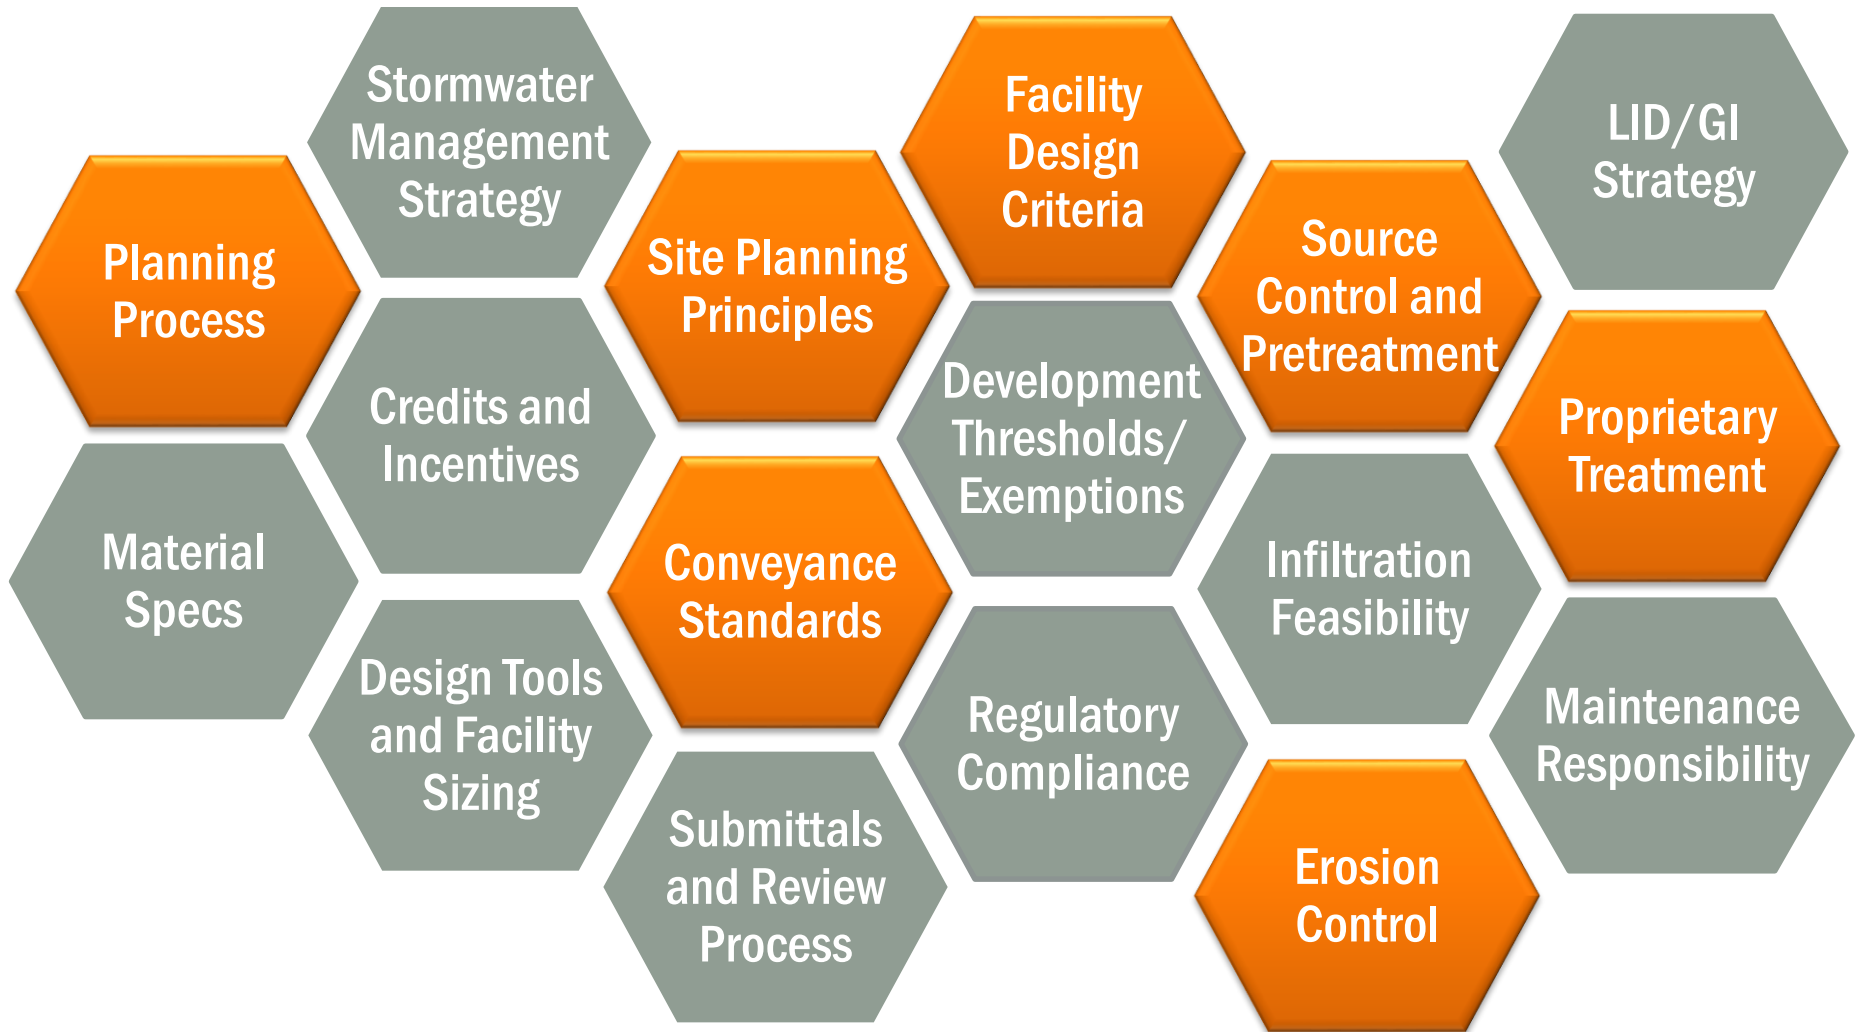 Stormwater
Management
Strategy
Facility
Design
Criteria
LID/GI
Strategy
Planning
Process
Site Planning
Principles
Source
Control and
Pretreatment
Credits and
Incentives
Development
Thresholds/
Exemptions
Proprietary
Treatment
Material
Specs
Conveyance
Standards
Infiltration
Feasibility
Design Tools
and Facility
Sizing
Regulatory
Compliance
Maintenance
Responsibility
Submittals
and Review
Process
Erosion
Control